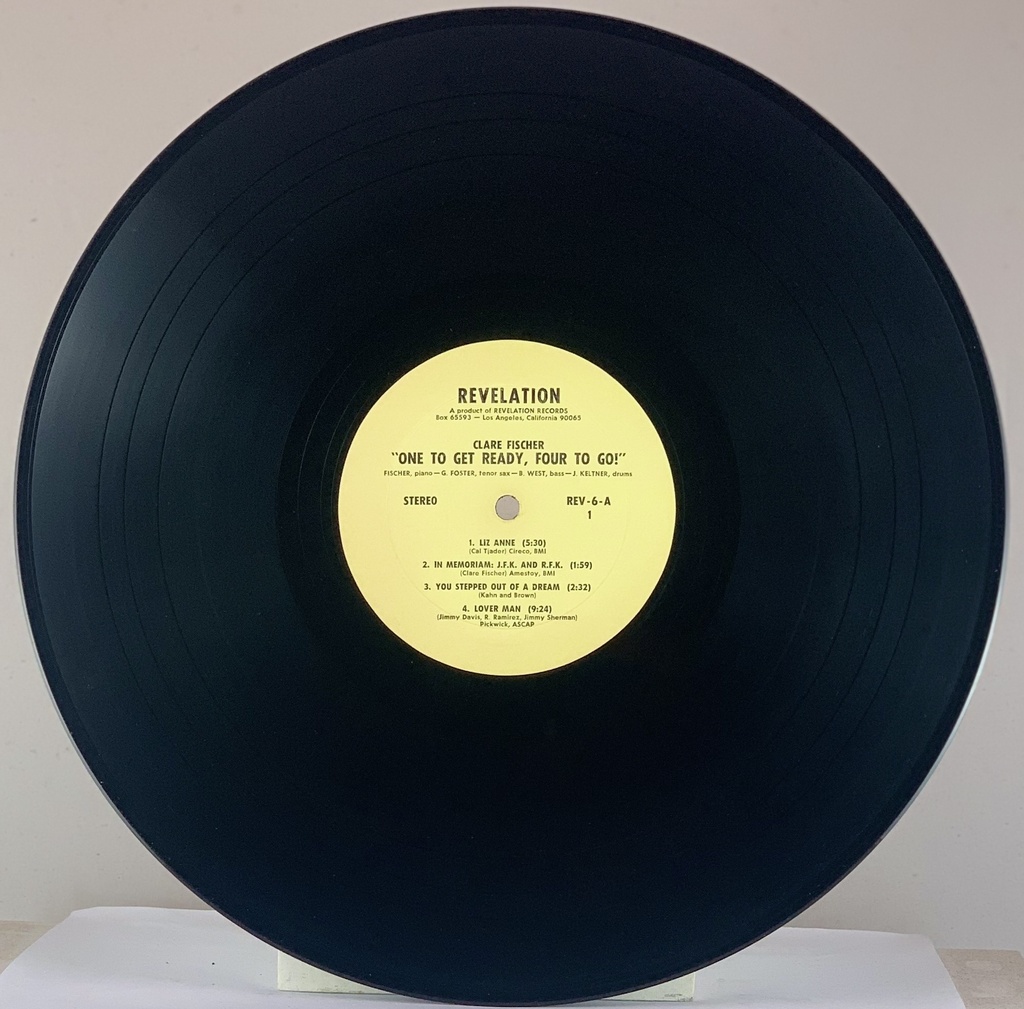 REVELATION
A product of REVELATION RECORDS
Box 65593 — Los Angeles, California 90065
CLARE FISCHER
"ONE TO GET READY, FOUR TO GO!"
FISCHER, piano — G. FOSTER, tenor sax — B. WEST, bass — J. KELTNER, drums
STEREO REV-6-A
1
1. LIZ ANNE (5:30)
(Cal Tjader) Cireco, BMI
2. IN MEMORIAM: J.F.K. AND R.F.K. (1:59)
(Clare Fischer) Amestoy, BMI
3. YOU STEPPED OUT OF A DREAM (2:32)
(Kahn and Brown)
4. LOVER MAN (9:24)
(Jimmy Davis, R. Ramirez, Jimmy Sherman)
Pickwick, ASCAP